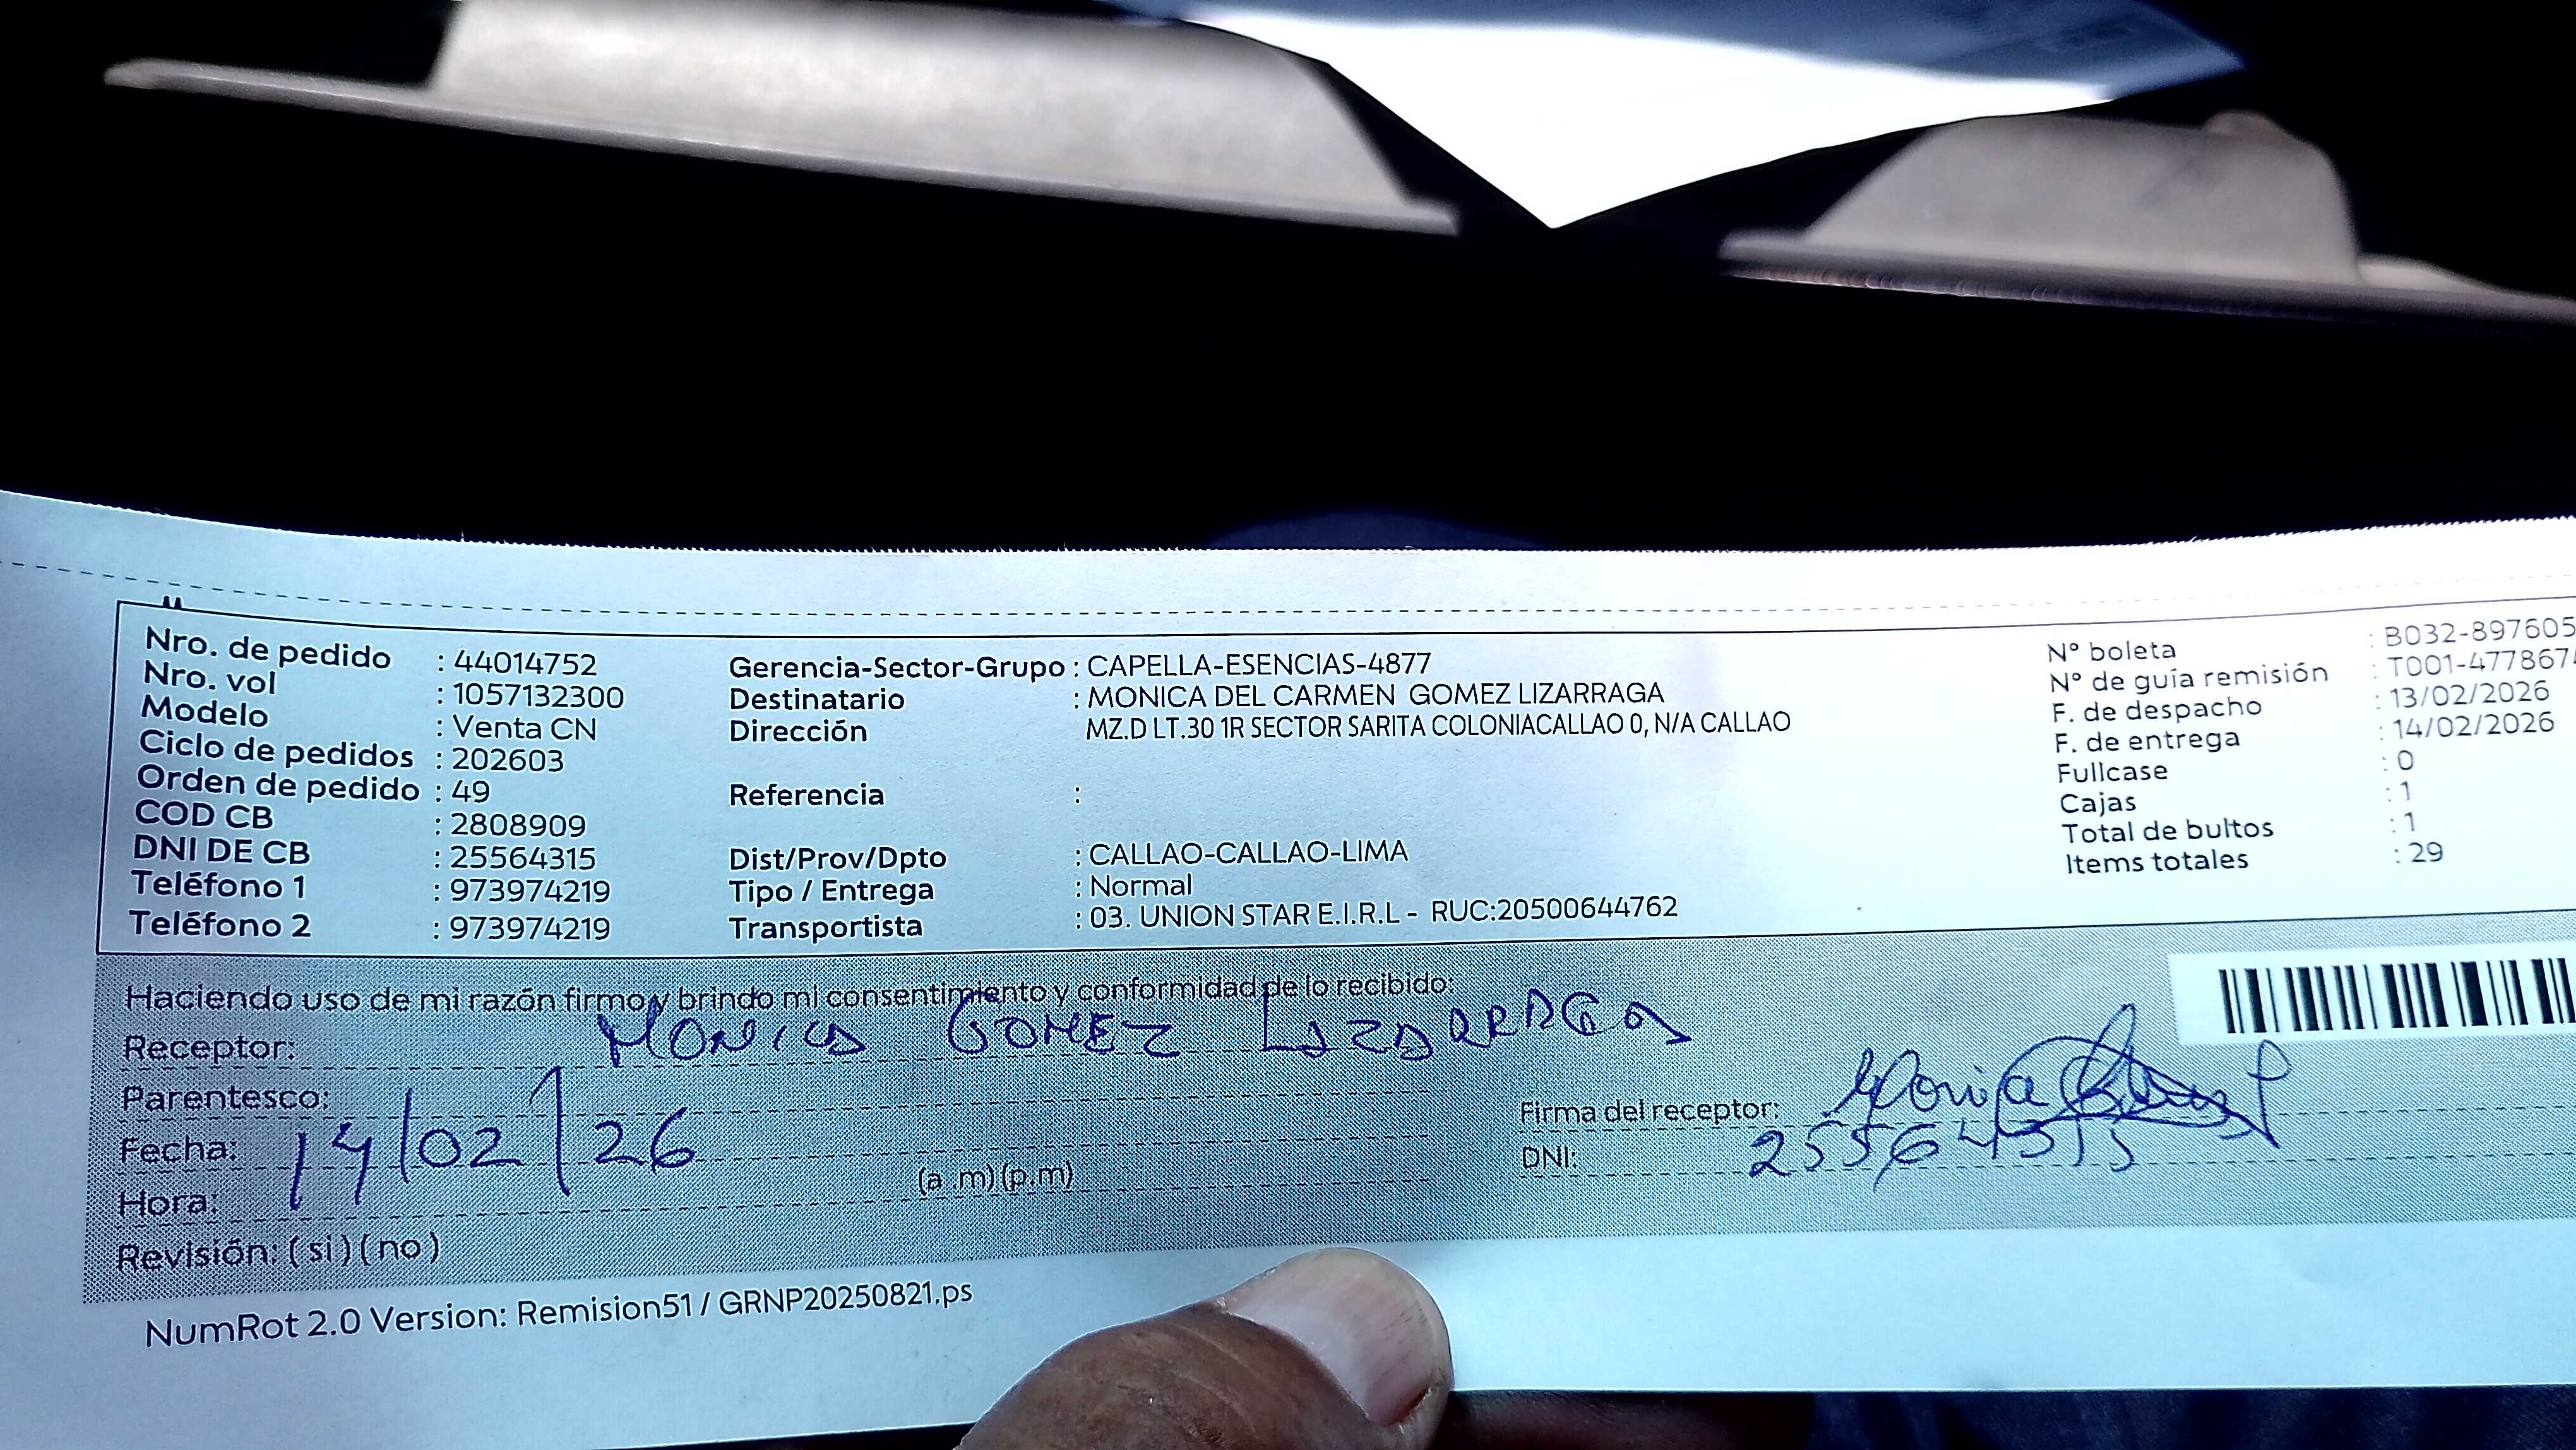 Nro. de pedido : 44014752
Nro. vol : 1057132300
Modelo : Venta CN
Ciclo de pedidos : 202603
Orden de pedido : 49
COD CB : 2808909
DNI DE CB : 25564315
Teléfono 1 : 973974219
Teléfono 2 : 973974219
Gerencia-Sector-Grupo : CAPELLA-ESENCIAS-4877
Destinatario : MONICA DEL CARMEN GOMEZ LIZARRAGA
Dirección MZ.D LT.30 1R SECTOR SARITA COLONIACALLAO 0, N/A CALLAO
Referencia :
Dist/Prov/Dpto : CALLAO-CALLAO-LIMA
Tipo / Entrega : Normal
Transportista : 03. UNION STAR E.I.R.L - RUC:20500644762
N° boleta : B032-897605
N° de guía remisión : T001-477867
F. de despacho : 13/02/2026
F. de entrega : 14/02/2026
Fullcase : 0
Cajas : 1
Total de bultos : 1
Items totales : 29
Haciendo uso de mi razón firmo y brindo mi consentimiento y conformidad de lo recibido:
Receptor: MONICA GOMEZ LIZARRAGA
Parentesco:
Fecha: 14/02/26
Hora: (a .m) (p.m)
Revisión: ( si ) ( no )
Firma del receptor: Monica
DNI: 25564315
NumRot 2.0 Version: Remision51 / GRNP20250821.ps